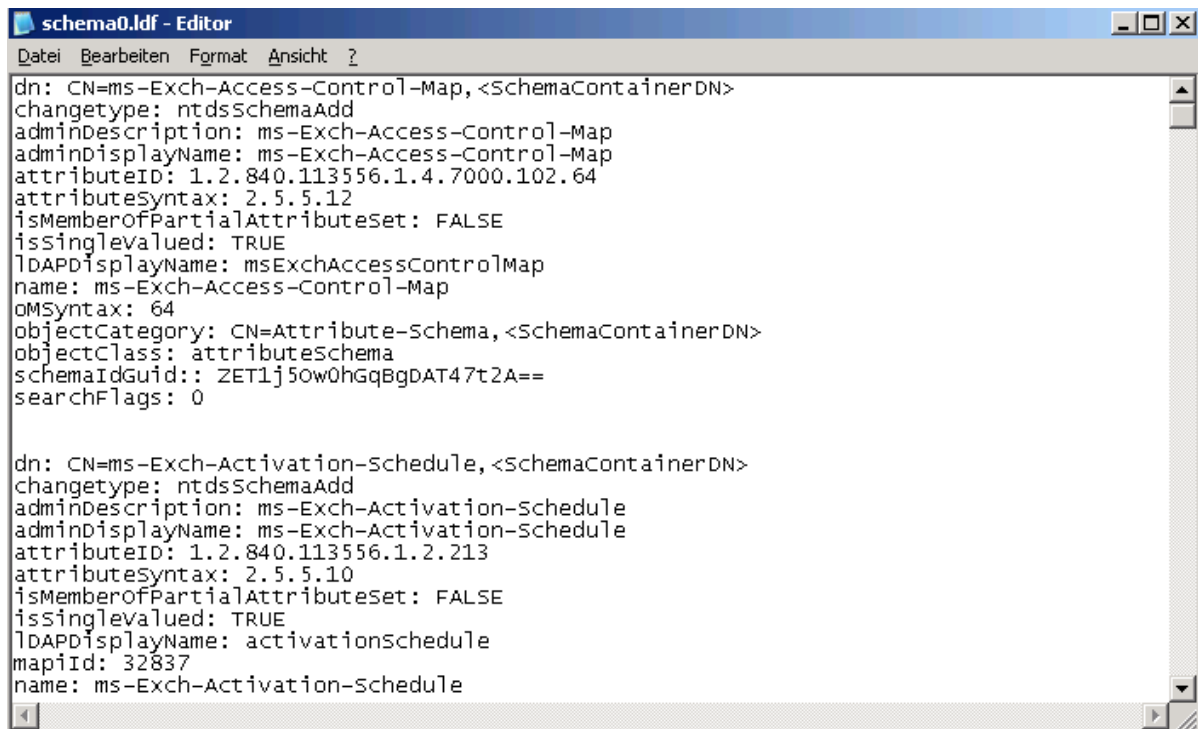 schema0.ldf - Editor
Datei Bearbeiten Format Ansicht ?
dn: CN=ms-Exch-Access-Control-Map,<SchemaContainerDN>
changetype: ntdsSchemaAdd
adminDescription: ms-Exch-Access-Control-Map
adminDisplayName: ms-Exch-Access-Control-Map
attributeID: 1.2.840.113556.1.4.7000.102.64
attributeSyntax: 2.5.5.12
isMemberOfPartialAttributeSet: FALSE
isSingleValued: TRUE
lDAPDisplayName: msExchAccessControlMap
name: ms-Exch-Access-Control-Map
oMSyntax: 64
objectCategory: CN=Attribute-Schema,<SchemaContainerDN>
objectClass: attributeSchema
schemaIdGuid:: ZET1j5Ow0hGqBgDAT47t2A==
searchFlags: 0
dn: CN=ms-Exch-Activation-Schedule,<SchemaContainerDN>
changetype: ntdsSchemaAdd
adminDescription: ms-Exch-Activation-Schedule
adminDisplayName: ms-Exch-Activation-Schedule
attributeID: 1.2.840.113556.1.2.213
attributeSyntax: 2.5.5.10
isMemberOfPartialAttributeSet: FALSE
isSingleValued: TRUE
lDAPDisplayName: activationSchedule
mapiId: 32837
name: ms-Exch-Activation-Schedule